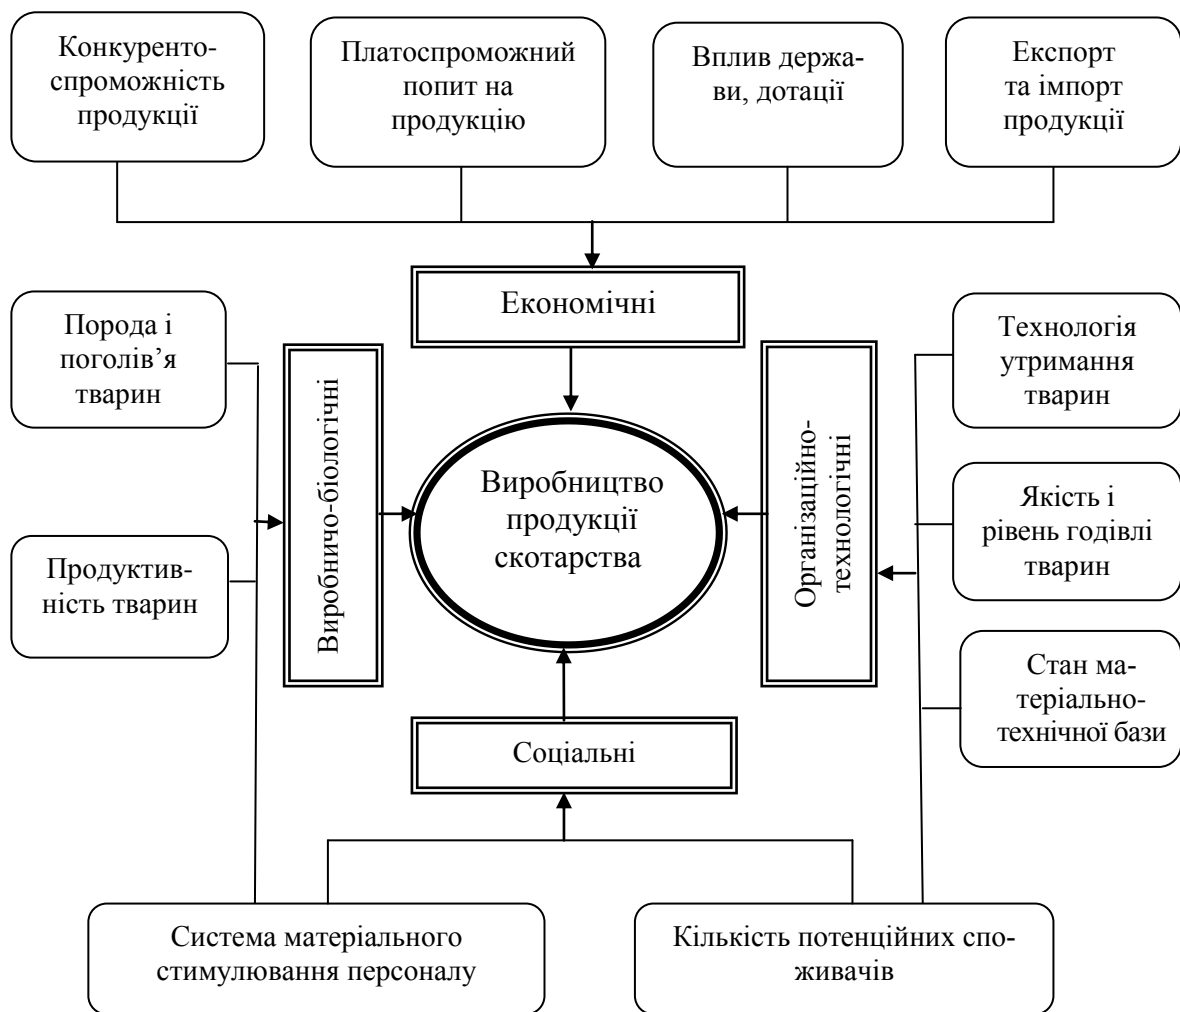 Конкуренто-
спроможність
продукції
Платоспроможний
попит на
продукцію
Вплив держа-
ви, дотації
Експорт
та імпорт
продукції
Економічні
Порода і
поголів’я
тварин
Продуктив-
ність тварин
Виробничо-біологічні
Виробництво
продукції
скотарства
Організаційно-
технологічні
Технологія
утримання
тварин
Якість і
рівень годівлі
тварин
Стан ма-
теріально-
технічної бази
Соціальні
Система матеріального
стимулювання персоналу
Кількість потенційних спо-
живачів